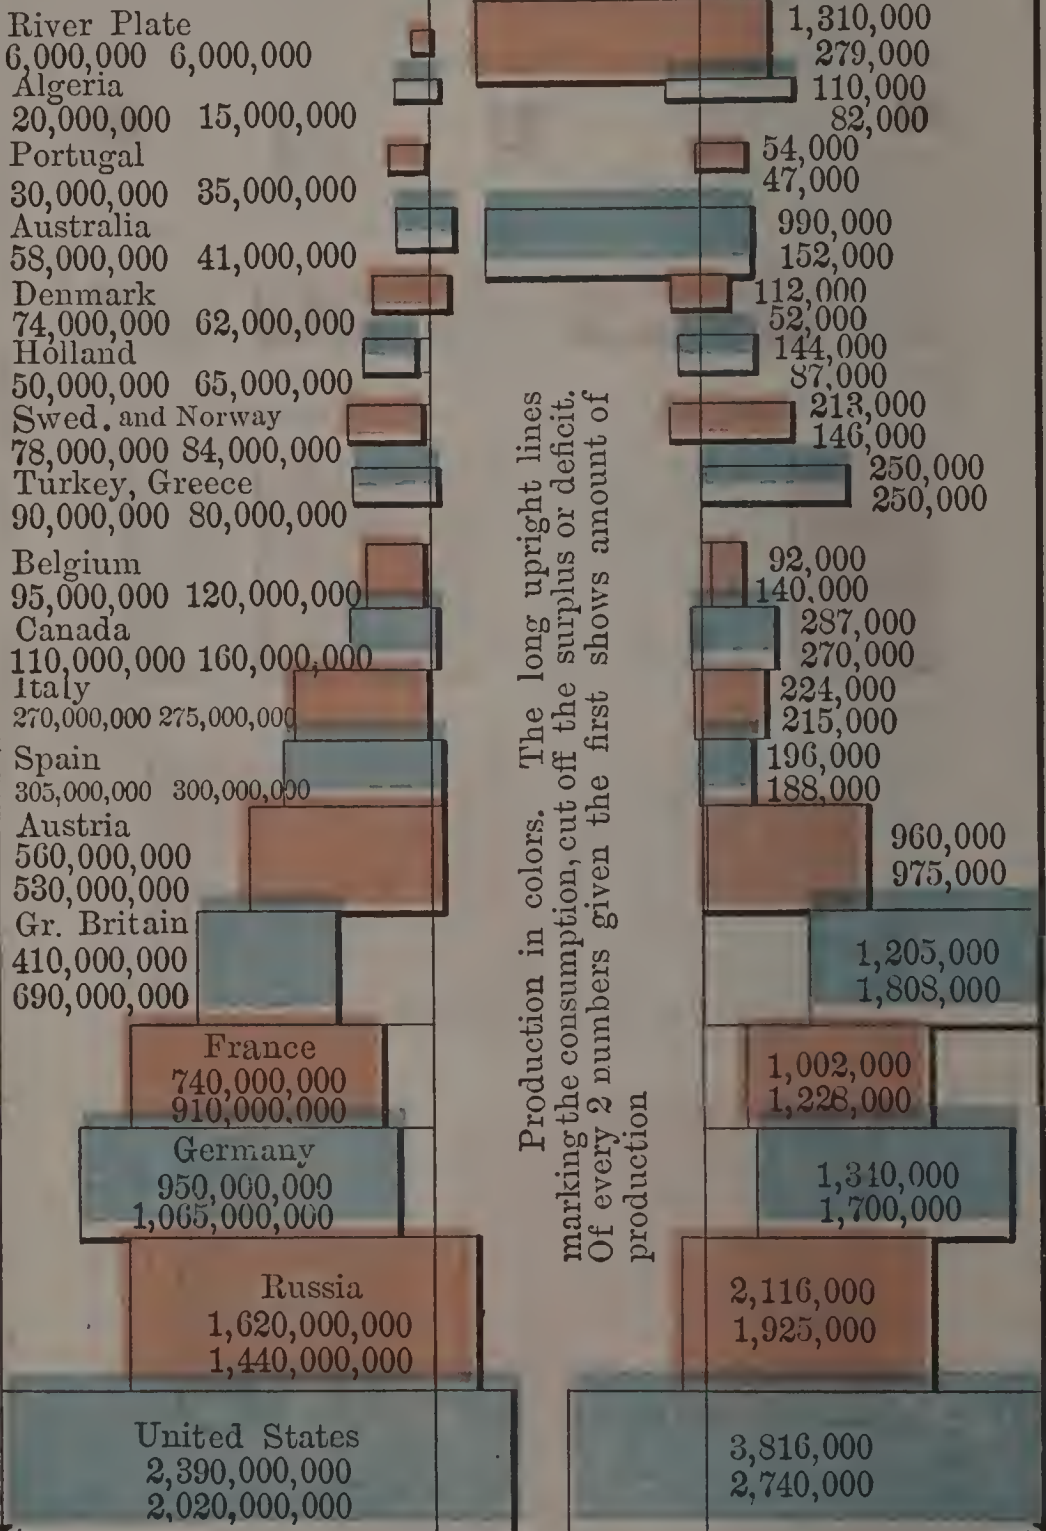 River Plate
6,000,000 6,000,000
1,310,000
279,000
Algeria
20,000,000 15,000,000
110,000
82,000
Portugal
30,000,000 35,000,000
54,000
47,000
Australia
58,000,000 41,000,000
990,000
152,000
Denmark
74,000,000 62,000,000
112,000
52,000
Holland
50,000,000 65,000,000
144,000
87,000
Swed. and Norway
78,000,000 84,000,000
213,000
146,000
Turkey, Greece
90,000,000 80,000,000
250,000
250,000
Belgium
95,000,000 120,000,000
92,000
140,000
Canada
110,000,000 160,000,000
287,000
270,000
Italy
270,000,000 275,000,000
224,000
215,000
Spain
305,000,000 300,000,000
196,000
188,000
Austria
560,000,000
530,000,000
960,000
975,000
Gr. Britain
410,000,000
690,000,000
1,205,000
1,808,000
France
740,000,000
910,000,000
1,002,000
1,228,000
Germany
950,000,000
1,065,000,000
1,340,000
1,700,000
Russia
1,620,000,000
1,440,000,000
2,116,000
1,925,000
United States
2,390,000,000
2,020,000,000
3,816,000
2,740,000
Production in colors. The long upright lines
marking the consumption, cut off the surplus or deficit.
Of every 2 numbers given the first shows amount of
production